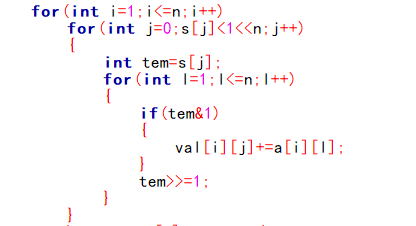 for(int i=1;i<=n;i++)
for(int j=0;s[j]<1<<n;j++)
{
int tem=s[j];
for(int l=1;l<=n;l++)
{
if(tem&1)
{
val[i][j]+=a[i][l];
}
tem>>=1;
}
}